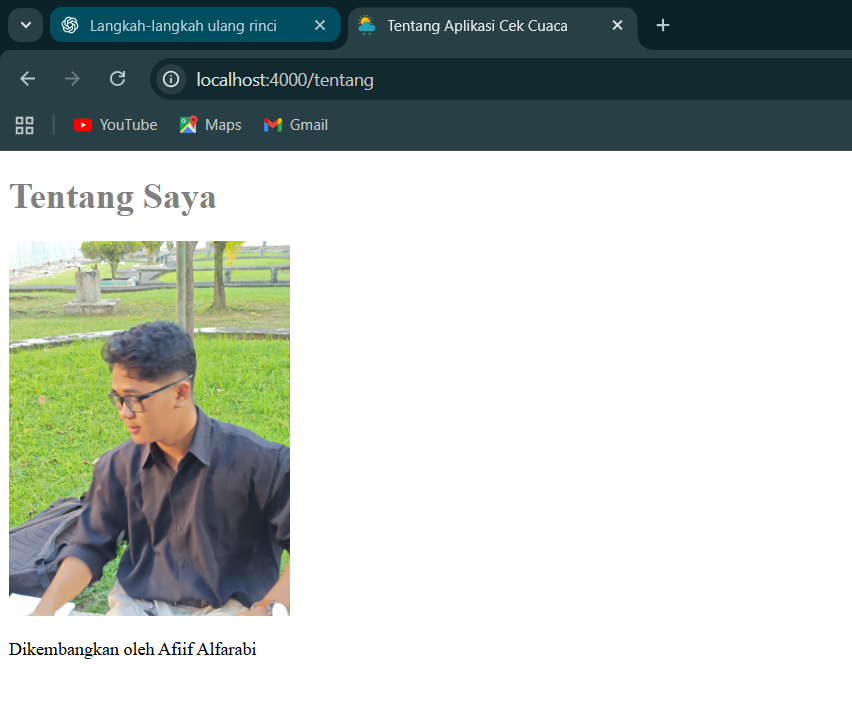 Langkah-langkah ulang rinci
Tentang Aplikasi Cek Cuaca
localhost:4000/tentang
YouTube
Maps
Gmail
Tentang Saya
Dikembangkan oleh Afiif Alfarabi